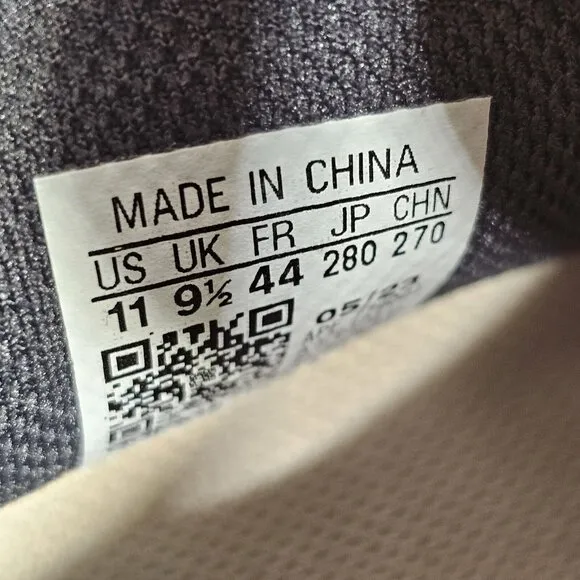 MADE IN CHINA
US UK FR JP CHN
11 9½ 44 280 270
05/23